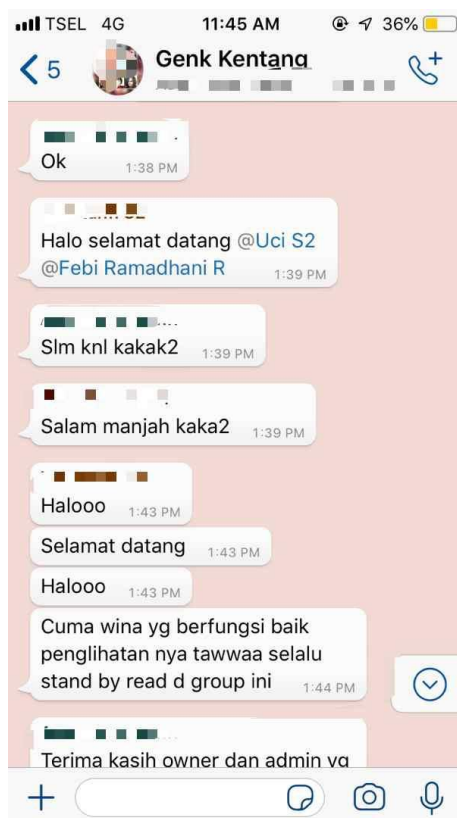 TSEL 4G 11:45 AM 36%
5 Genk Kentang
Ok
1:38 PM
Halo selamat datang @Uci S2
@Febi Ramadhani R 1:39 PM
Slm knl kakak2 1:39 PM
Salam manjah kaka2 1:39 PM
Halooo 1:43 PM
Selamat datang 1:43 PM
Halooo 1:43 PM
Cuma wina yg berfungsi baik
penglihatan nya tawwaa selalu
stand by read d group ini 1:44 PM
Terima kasih owner dan admin yg